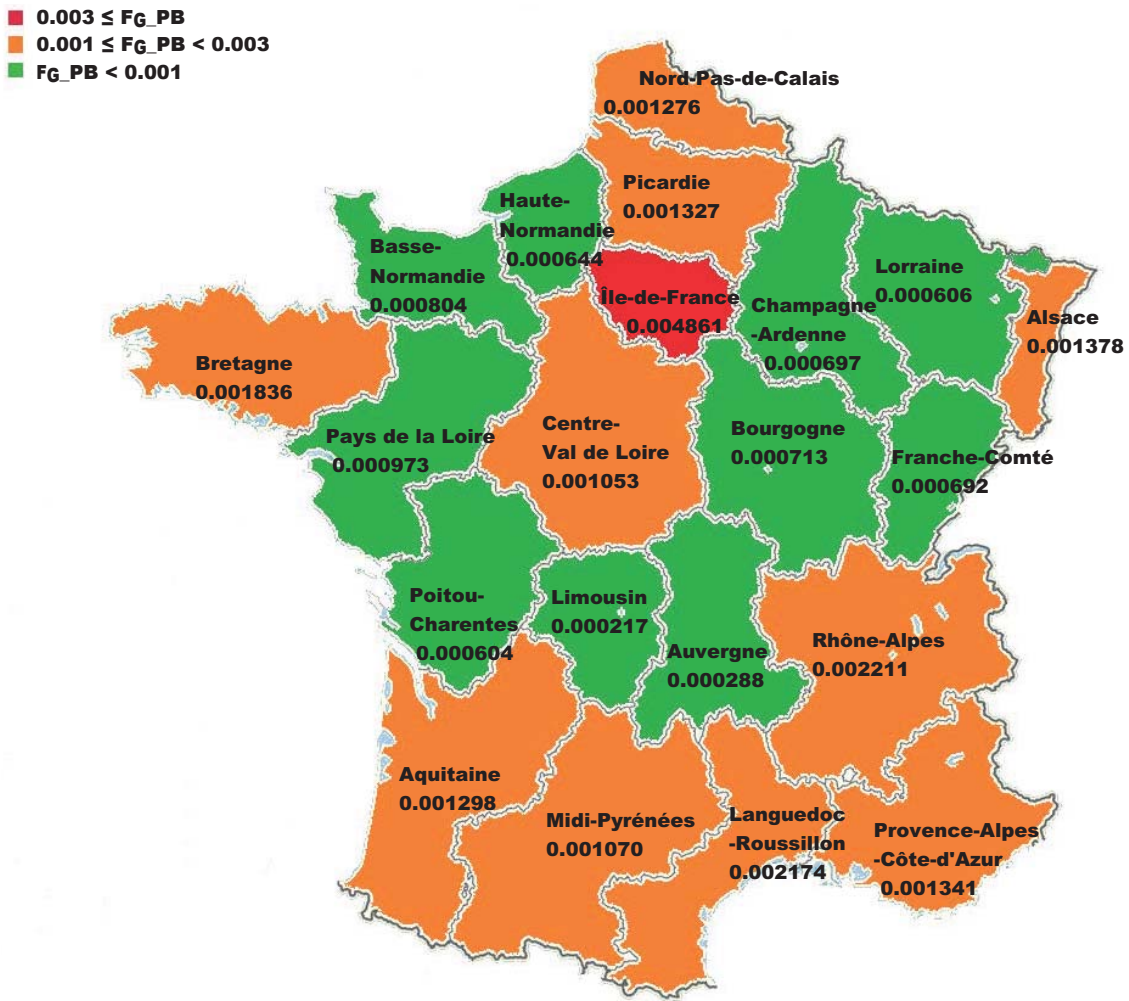 0.003 ≤ FG_PB
0.001 ≤ FG_PB < 0.003
FG_PB < 0.001
Nord-Pas-de-Calais
0.001276
Picardie
0.001327
Haute-
Normandie
0.000644
Basse-
Normandie
0.000804
Île-de-France
0.004861
Champagne
-Ardenne
0.000697
Lorraine
0.000606
Alsace
0.001378
Bretagne
0.001836
Pays de la Loire
0.000973
Centre-
Val de Loire
0.001053
Bourgogne
0.000713
Franche-Comté
0.000692
Poitou-
Charentes
0.000604
Limousin
0.000217
Auvergne
0.000288
Rhône-Alpes
0.002211
Aquitaine
0.001298
Midi-Pyrénées
0.001070
Languedoc
-Roussillon
0.002174
Provence-Alpes
-Côte-d'Azur
0.001341